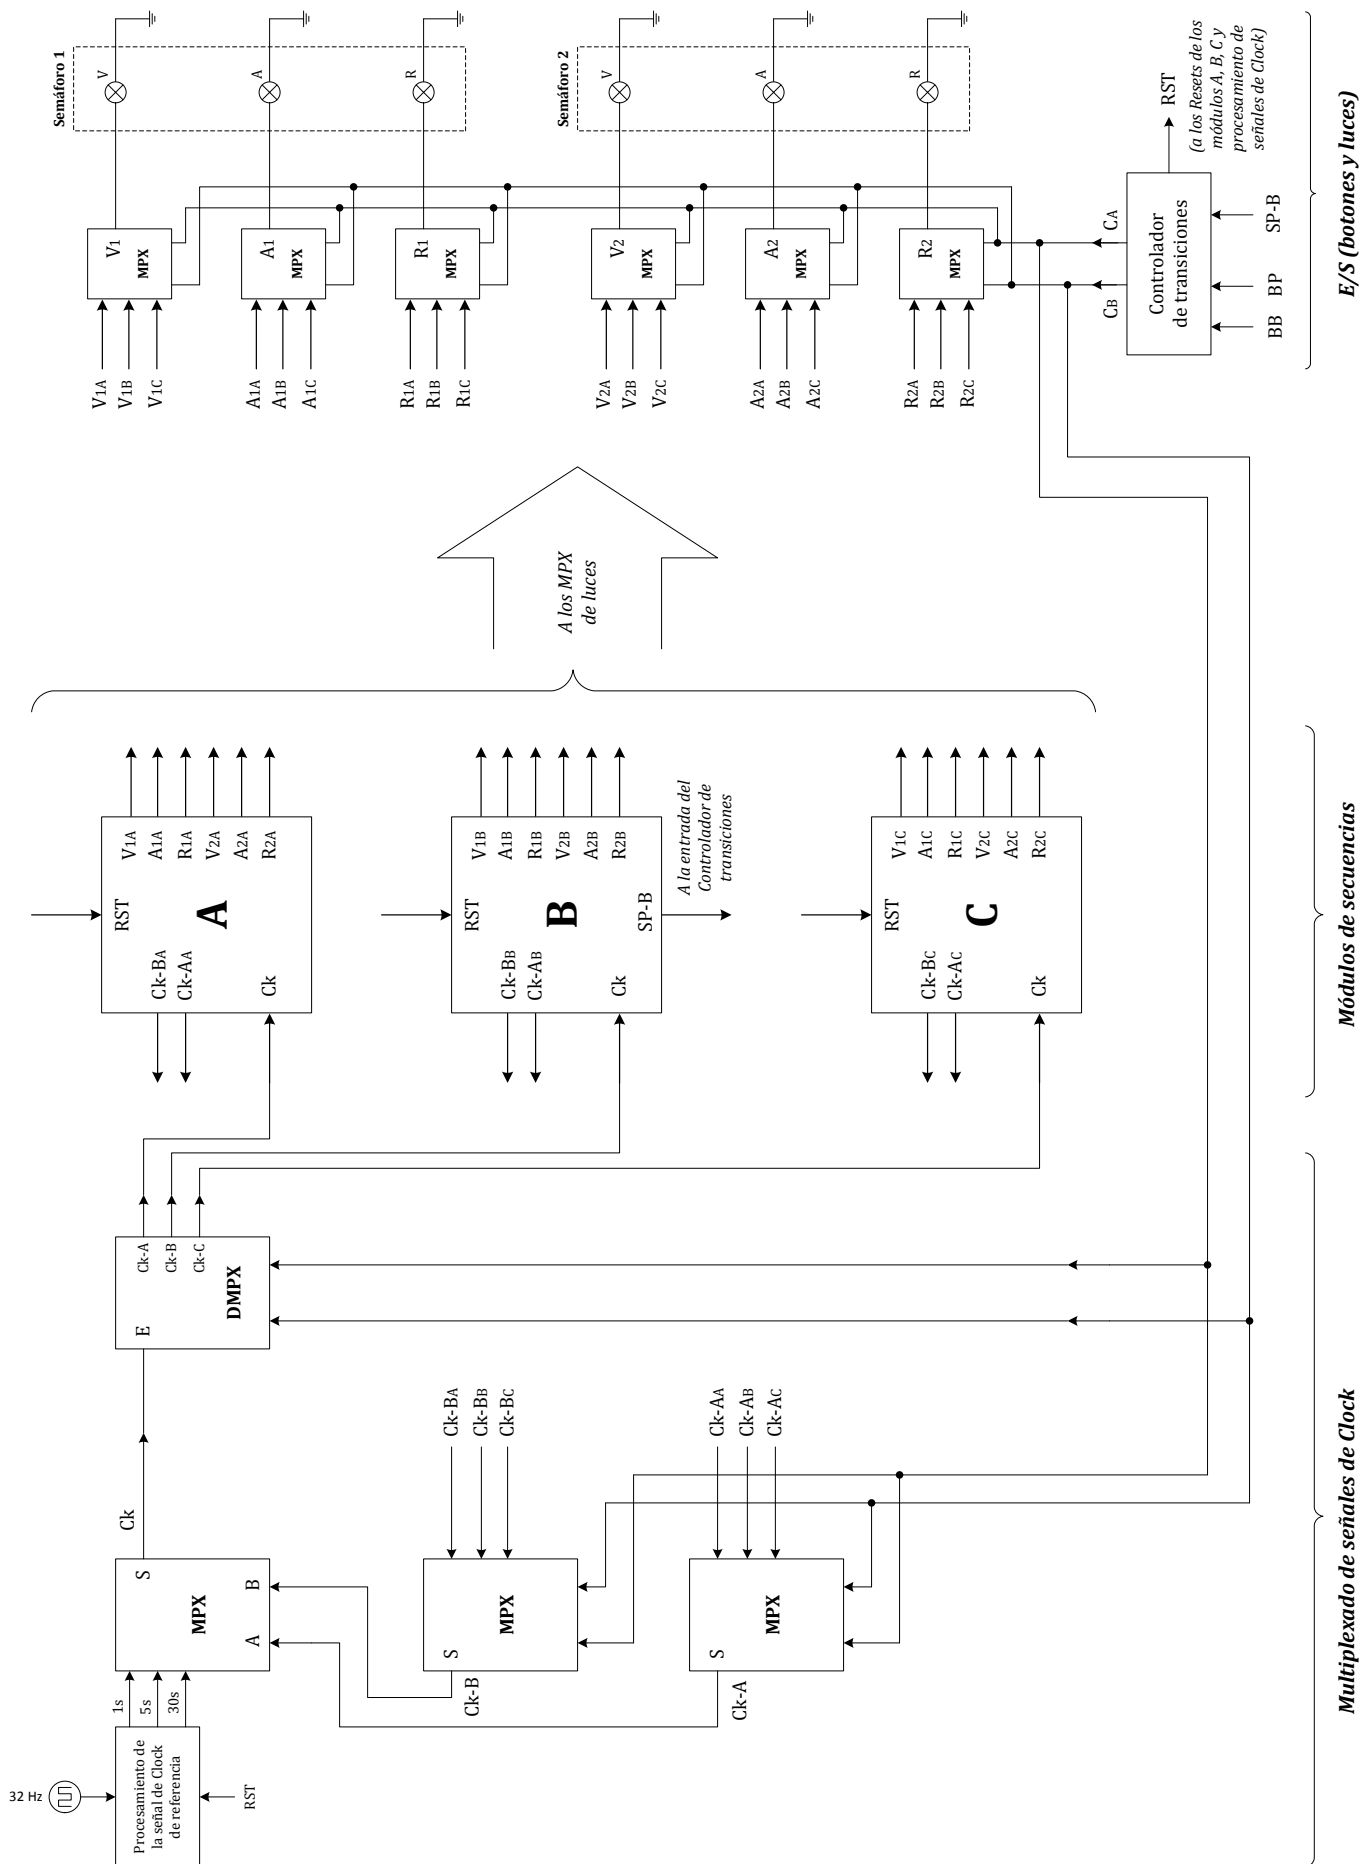 32 Hz
Procesamiento de
la señal de Clock
de referencia
RST
1s
5s
30s
MPX
S
A
B
Ck
MPX
S
Ck-B
Ck-BA
Ck-BB
Ck-BC
MPX
S
Ck-A
Ck-AA
Ck-AB
Ck-AC
E
DMPX
Ck-A
Ck-B
Ck-C
Multiplexado de señales de Clock
RST
A
Ck-BA
Ck-AA
Ck
V1A
A1A
R1A
V2A
A2A
R2A
RST
B
Ck-BB
Ck-AB
Ck
V1B
A1B
R1B
V2B
A2B
R2B
SP-B
A la entrada del
Controlador de
transiciones
RST
C
Ck-BC
Ck-AC
Ck
V1C
A1C
R1C
V2C
A2C
R2C
Módulos de secuencias
A los MPX
de luces
V1A
V1B
V1C
V1
MPX
A1A
A1B
A1C
A1
MPX
R1A
R1B
R1C
R1
MPX
Semáforo 1
V
A
R
V2A
V2B
V2C
V2
MPX
A2A
A2B
A2C
A2
MPX
R2A
R2B
R2C
R2
MPX
Semáforo 2
V
A
R
CB
CA
Controlador
de transiciones
BB
BP
SP-B
RST
(a los Resets de los
módulos A, B, C y
procesamiento de
señales de Clock)
E/S (botones y luces)